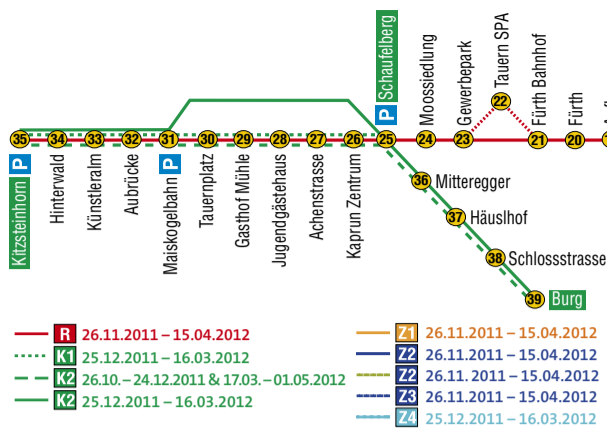 Schaufelberg
P
Moossiedlung
Gewerbepark
Tauern SPA
Fürth Bahnhof
Fürth
22
35
34
33
32
31
30
29
28
27
26
25
24
23
21
20
P
Kitzsteinhorn
Hinterwald
Künstleralm
Aubrücke
P
Maiskogelbahn
Tauernplatz
Gasthof Mühle
Jugendgästehaus
Achenstrasse
Kaprun Zentrum
36 Mitteregger
37 Häuslhof
38 Schlossstrasse
39 Burg
R 26.11.2011 – 15.04.2012
K1 25.12.2011 – 16.03.2012
K2 26.10. – 24.12.2011 & 17.03. – 01.05.2012
K2 25.12.2011 – 16.03.2012
Z1 26.11.2011 – 15.04.2012
Z2 26.11.2011 – 15.04.2012
Z2 26.11.2011 – 15.04.2012
Z3 26.11.2011 – 15.04.2012
Z4 25.12.2011 – 16.03.2012